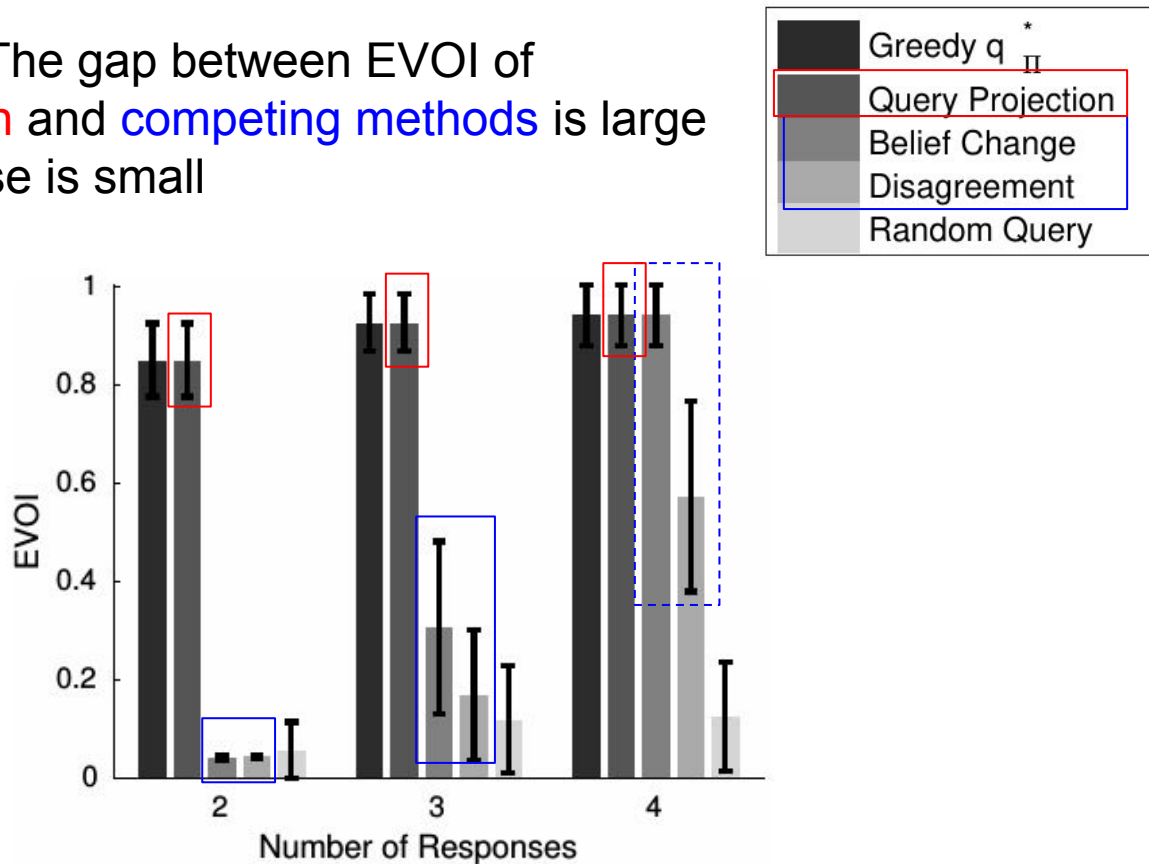 The gap between EVOI of
and competing methods is large
is small
Greedy q *
Π
Query Projection
Belief Change
Disagreement
Random Query
1
0.8
0.6
0.4
0.2
0
EVOI
2
3
4
Number of Responses